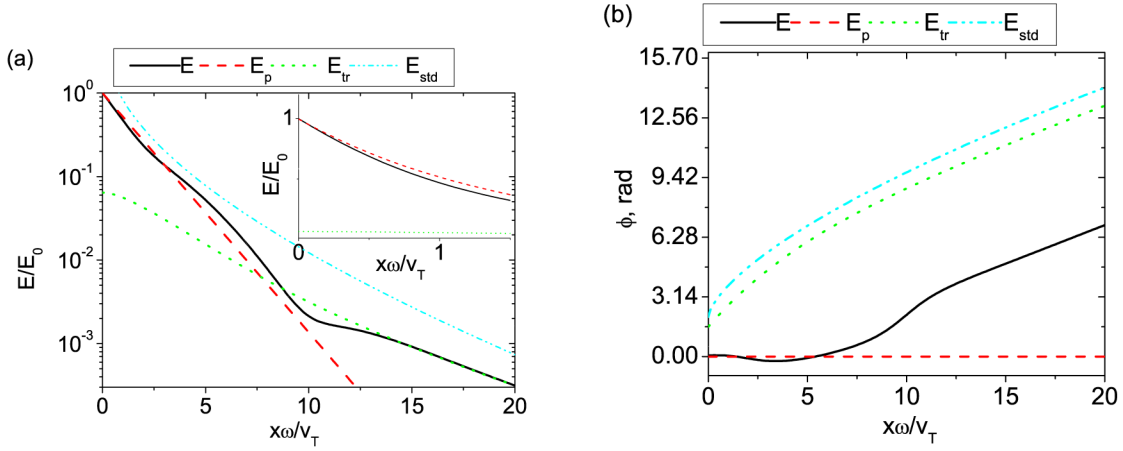 (a)
E E_p E_tr E_std
10^0
10^-1
10^-2
10^-3
E/E_0
0 5 10 15 20
xω/v_T
1
E/E_0
0 1
xω/v_T
(b)
E E_p E_tr E_std
15.70
12.56
9.42
6.28
3.14
0.00
ϕ, rad
0 5 10 15 20
xω/v_T